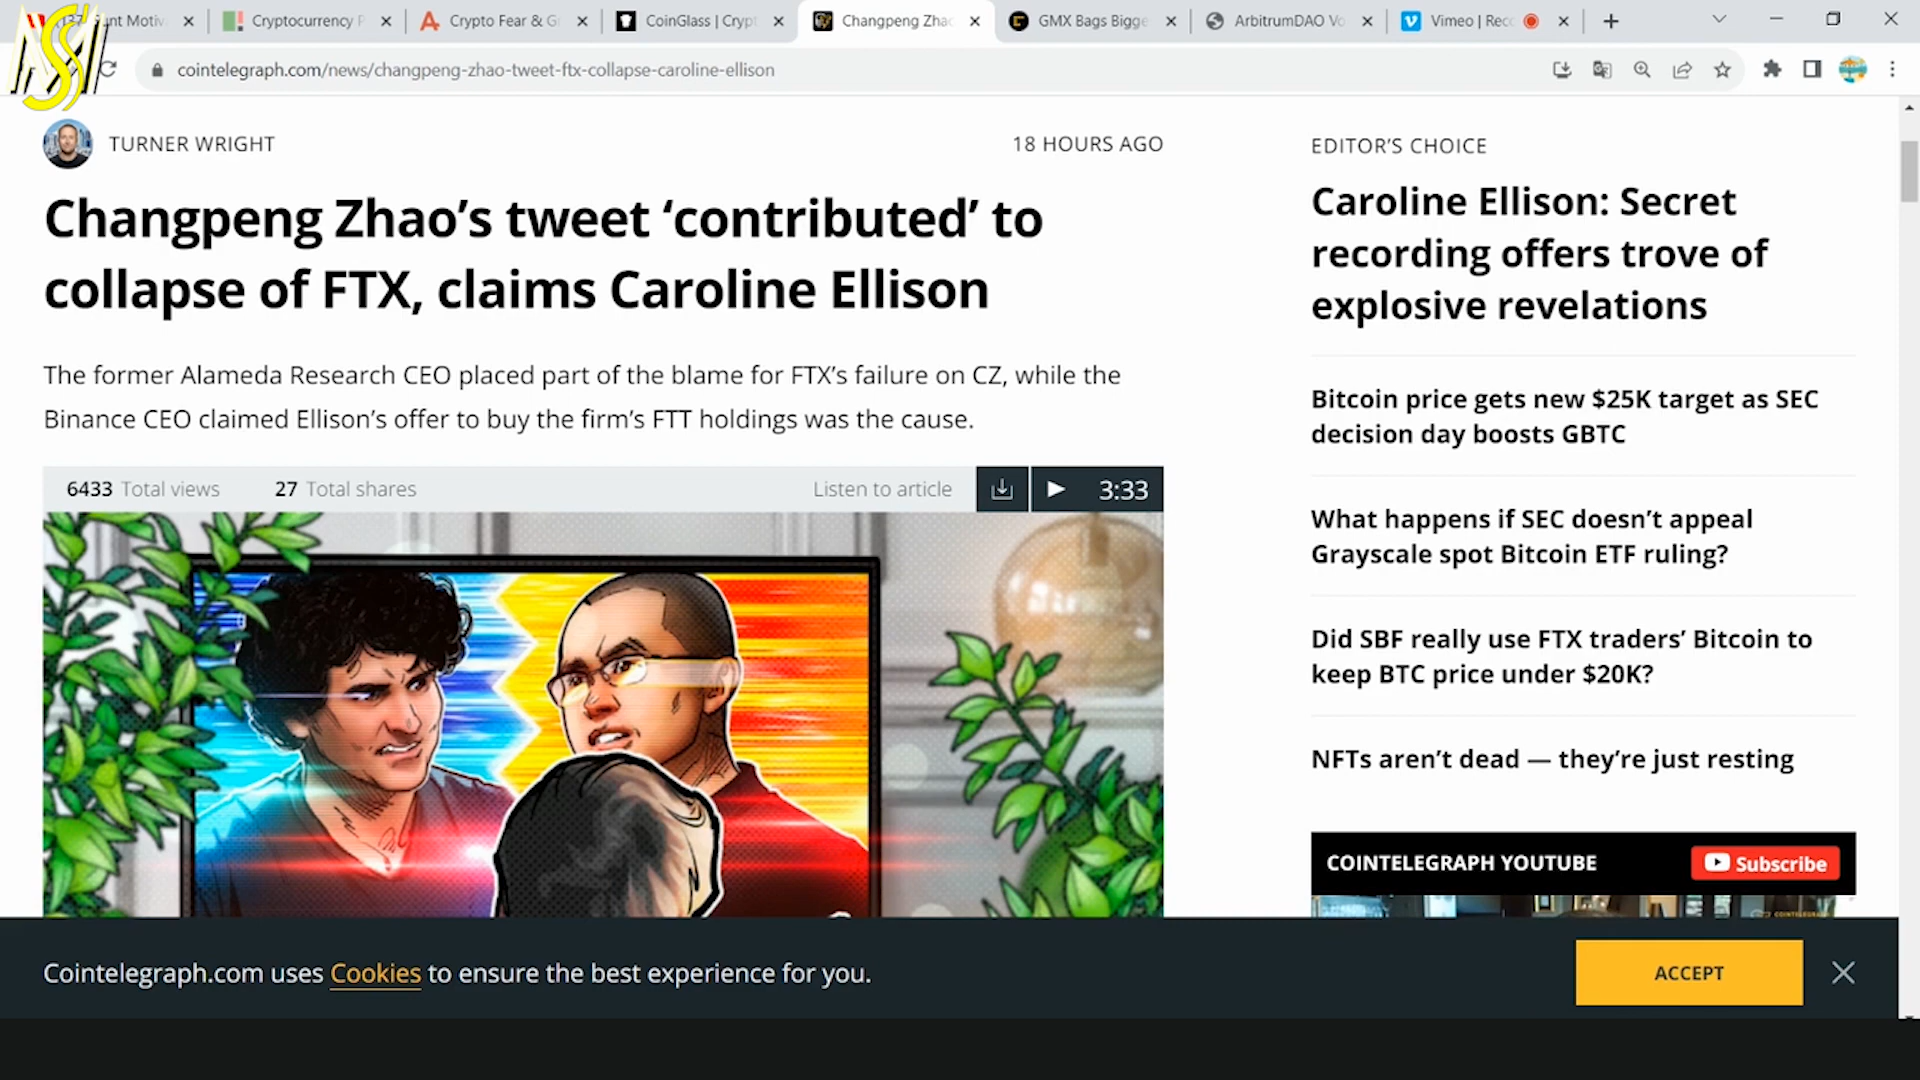 unt Motiv
Cryptocurrency P
Crypto Fear & G
CoinGlass | Crypt
Changpeng Zhao
GMX Bags Bigge
ArbitrumDAO Vo
Vimeo | Rec
cointelegraph.com/news/changpeng-zhao-tweet-ftx-collapse-caroline-ellison
TURNER WRIGHT
18 HOURS AGO
Changpeng Zhao’s tweet ‘contributed’ to
collapse of FTX, claims Caroline Ellison
The former Alameda Research CEO placed part of the blame for FTX’s failure on CZ, while the
Binance CEO claimed Ellison’s offer to buy the firm’s FTT holdings was the cause.
6433 Total views
27 Total shares
Listen to article
3:33
EDITOR’S CHOICE
Caroline Ellison: Secret
recording offers trove of
explosive revelations
Bitcoin price gets new $25K target as SEC
decision day boosts GBTC
What happens if SEC doesn’t appeal
Grayscale spot Bitcoin ETF ruling?
Did SBF really use FTX traders’ Bitcoin to
keep BTC price under $20K?
NFTs aren’t dead — they’re just resting
COINTELEGRAPH YOUTUBE
Subscribe
Cointelegraph.com uses Cookies to ensure the best experience for you.
ACCEPT